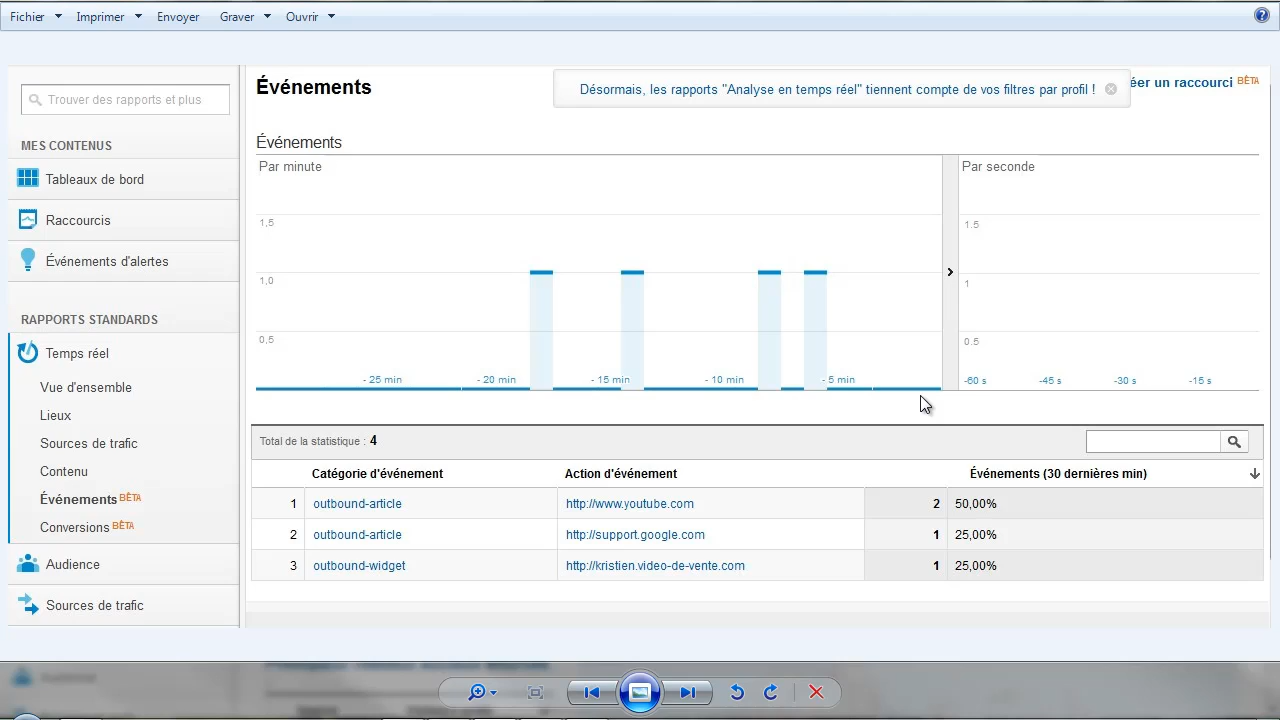 Fichier Imprimer Envoyer Graver Ouvrir
Trouver des rapports et plus
MES CONTENUS
Tableaux de bord
Raccourcis
Événements d'alertes
RAPPORTS STANDARDS
Temps réel
Vue d'ensemble
Lieux
Sources de trafic
Contenu
Événements BÊTA
Conversions BÊTA
Audience
Sources de trafic
Événements
Désormais, les rapports "Analyse en temps réel" tiennent compte de vos filtres par profil !
éer un raccourci BÊTA
Événements
Par minute
1,5
1,0
0,5
- 25 min - 20 min - 15 min - 10 min - 5 min
Par seconde
1.5
1
0.5
-60 s -45 s -30 s -15 s
Total de la statistique : 4
Catégorie d'événement Action d'événement Événements (30 dernières min)
1 outbound-article http://www.youtube.com 2 50,00%
2 outbound-article http://support.google.com 1 25,00%
3 outbound-widget http://kristien.video-de-vente.com 1 25,00%